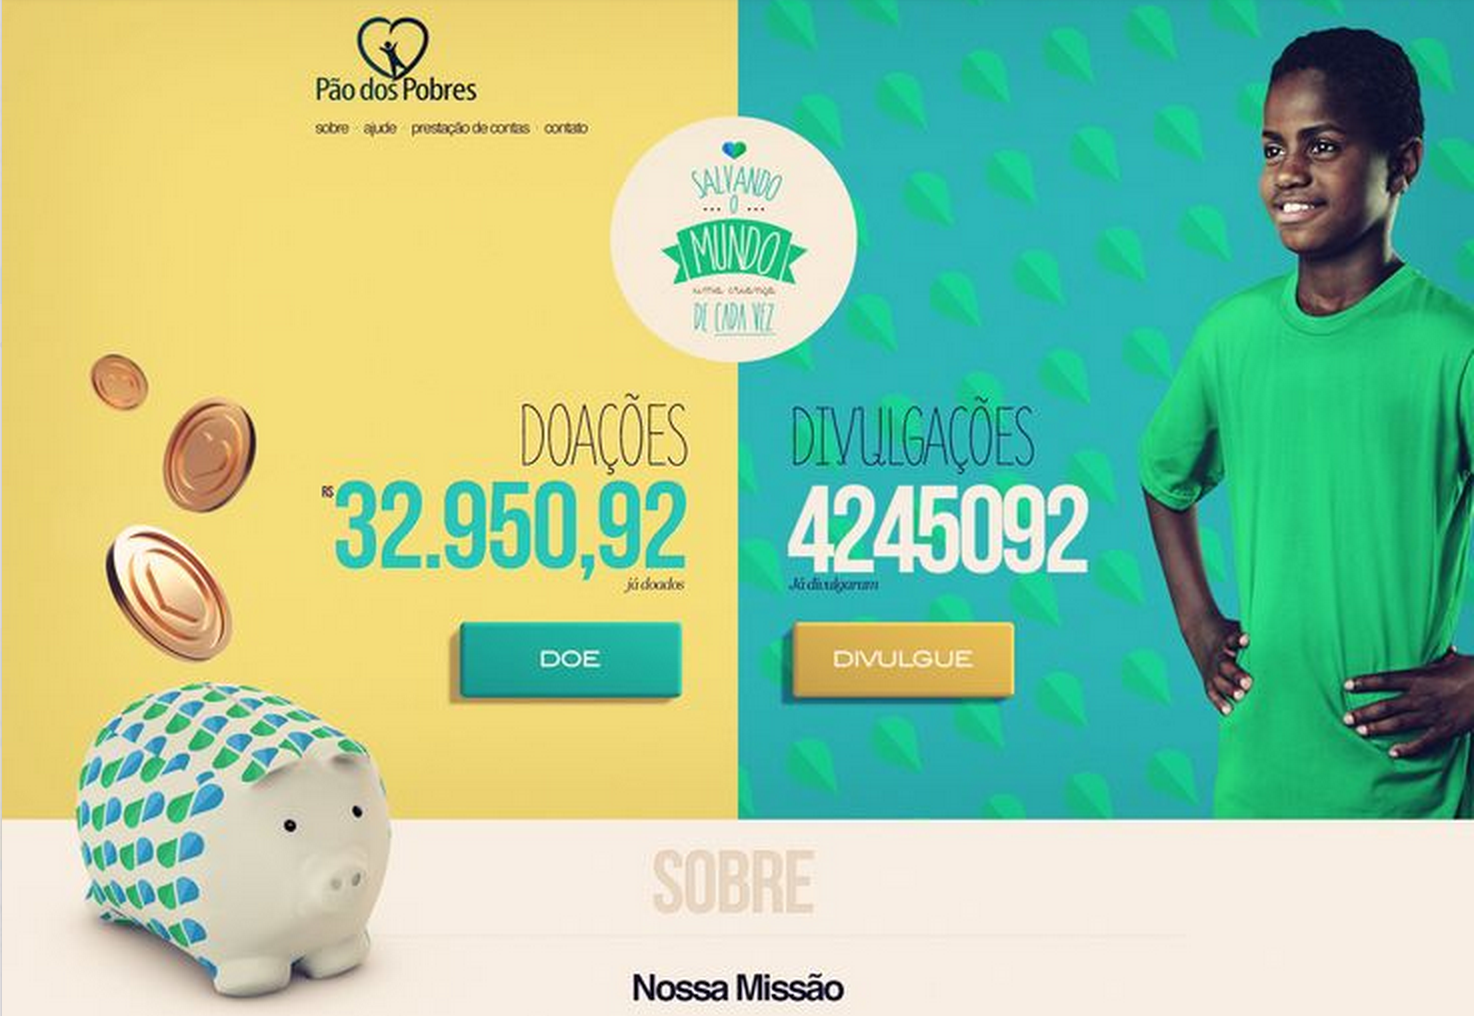 Pão dos Pobres
sobre · ajude · prestação de contas · contato
SALVANDO
... O ...
MUNDO
uma criança
DE CADA VEZ
DOAÇÕES
R$ 32.950,92
já doados
DOE
DIVULGAÇÕES
4245092
Já divulgaram
DIVULGUE
SOBRE
Nossa Missão